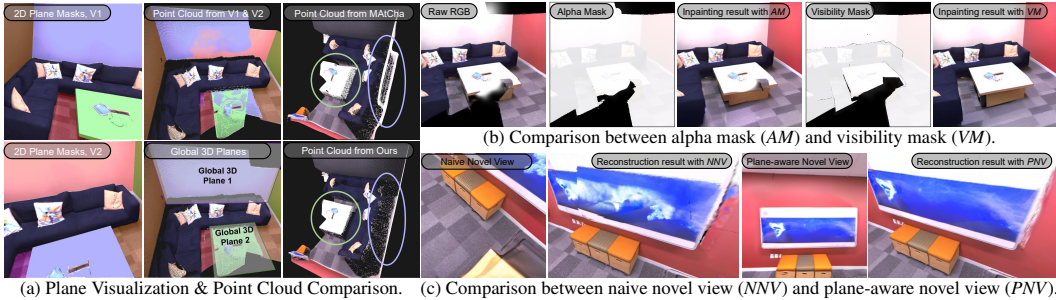 2D Plane Masks, V1
Point Cloud from V1 & V2
Point Cloud from MAtCha
2D Plane Masks, V2
Global 3D Planes
Global 3D
Plane 1
Global 3D
Plane 2
Point Cloud from Ours
(a) Plane Visualization & Point Cloud Comparison.
Raw RGB
Alpha Mask
Inpainting result with AM
Visibility Mask
Inpainting result with VM
(b) Comparison between alpha mask (AM) and visibility mask (VM).
Naive Novel View
Reconstruction result with NNV
Plane-aware Novel View
Reconstruction result with PNV
(c) Comparison between naive novel view (NNV) and plane-aware novel view (PNV).